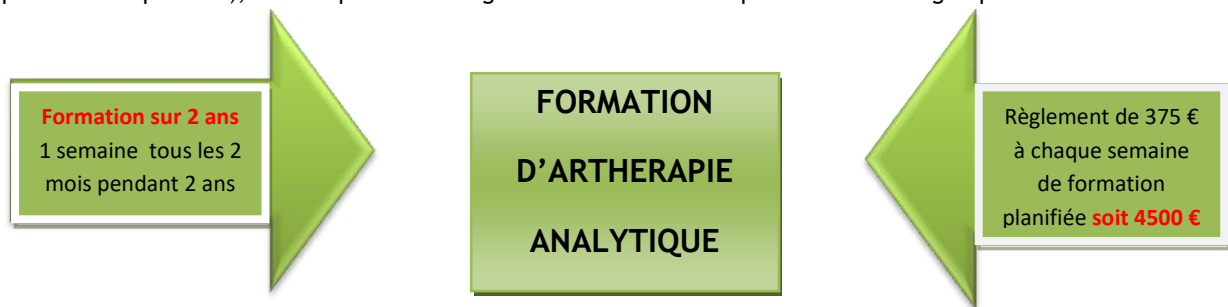 Formation sur 2 ans
1 semaine tous les 2
mois pendant 2 ans
FORMATION
D'ARTHERAPIE
ANALYTIQUE
Règlement de 375 €
à chaque semaine
de formation
planifiée soit 4500 €